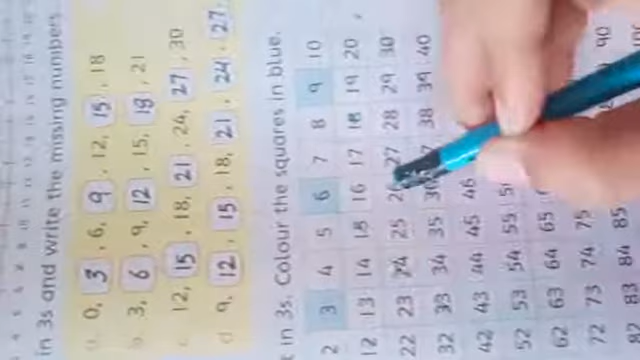 in 3s and write the missing numbers
a 0, 3, 6, 9, 12, 15, 18
b 3, 6, 9, 12, 15, 18, 21
c 12, 15, 18, 21, 24, 27, 30
d 9, 12, 15, 18, 21, 24, 27
in 3s. Colour the squares in blue.
2 3 4 5 6 7 8 9 10
12 13 14 15 16 17 18 19 20
22 23 24 25 27 28 29 30
32 33 34 35 38 39 40
42 43 44 45 46
52 53 54 55
62 63 64 65
72 73 74 75
82 83 84 85
90